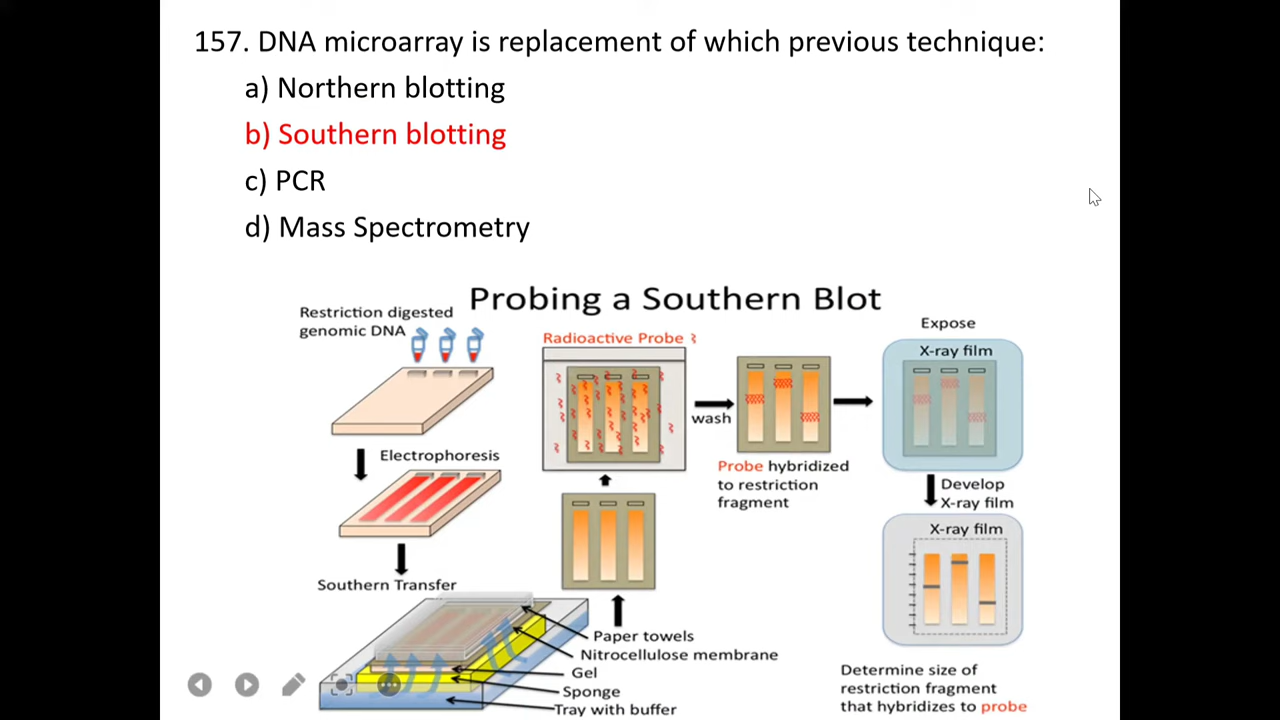 157. DNA microarray is replacement of which previous technique:
a) Northern blotting
b) Southern blotting
c) PCR
d) Mass Spectrometry
Probing a Southern Blot
Restriction digested
genomic DNA
Electrophoresis
Southern Transfer
Paper towels
Nitrocellulose membrane
Gel
Sponge
Tray with buffer
Radioactive Probe
wash
Probe hybridized
to restriction
fragment
Expose
X-ray film
Develop
X-ray film
X-ray film
Determine size of
restriction fragment
that hybridizes to probe